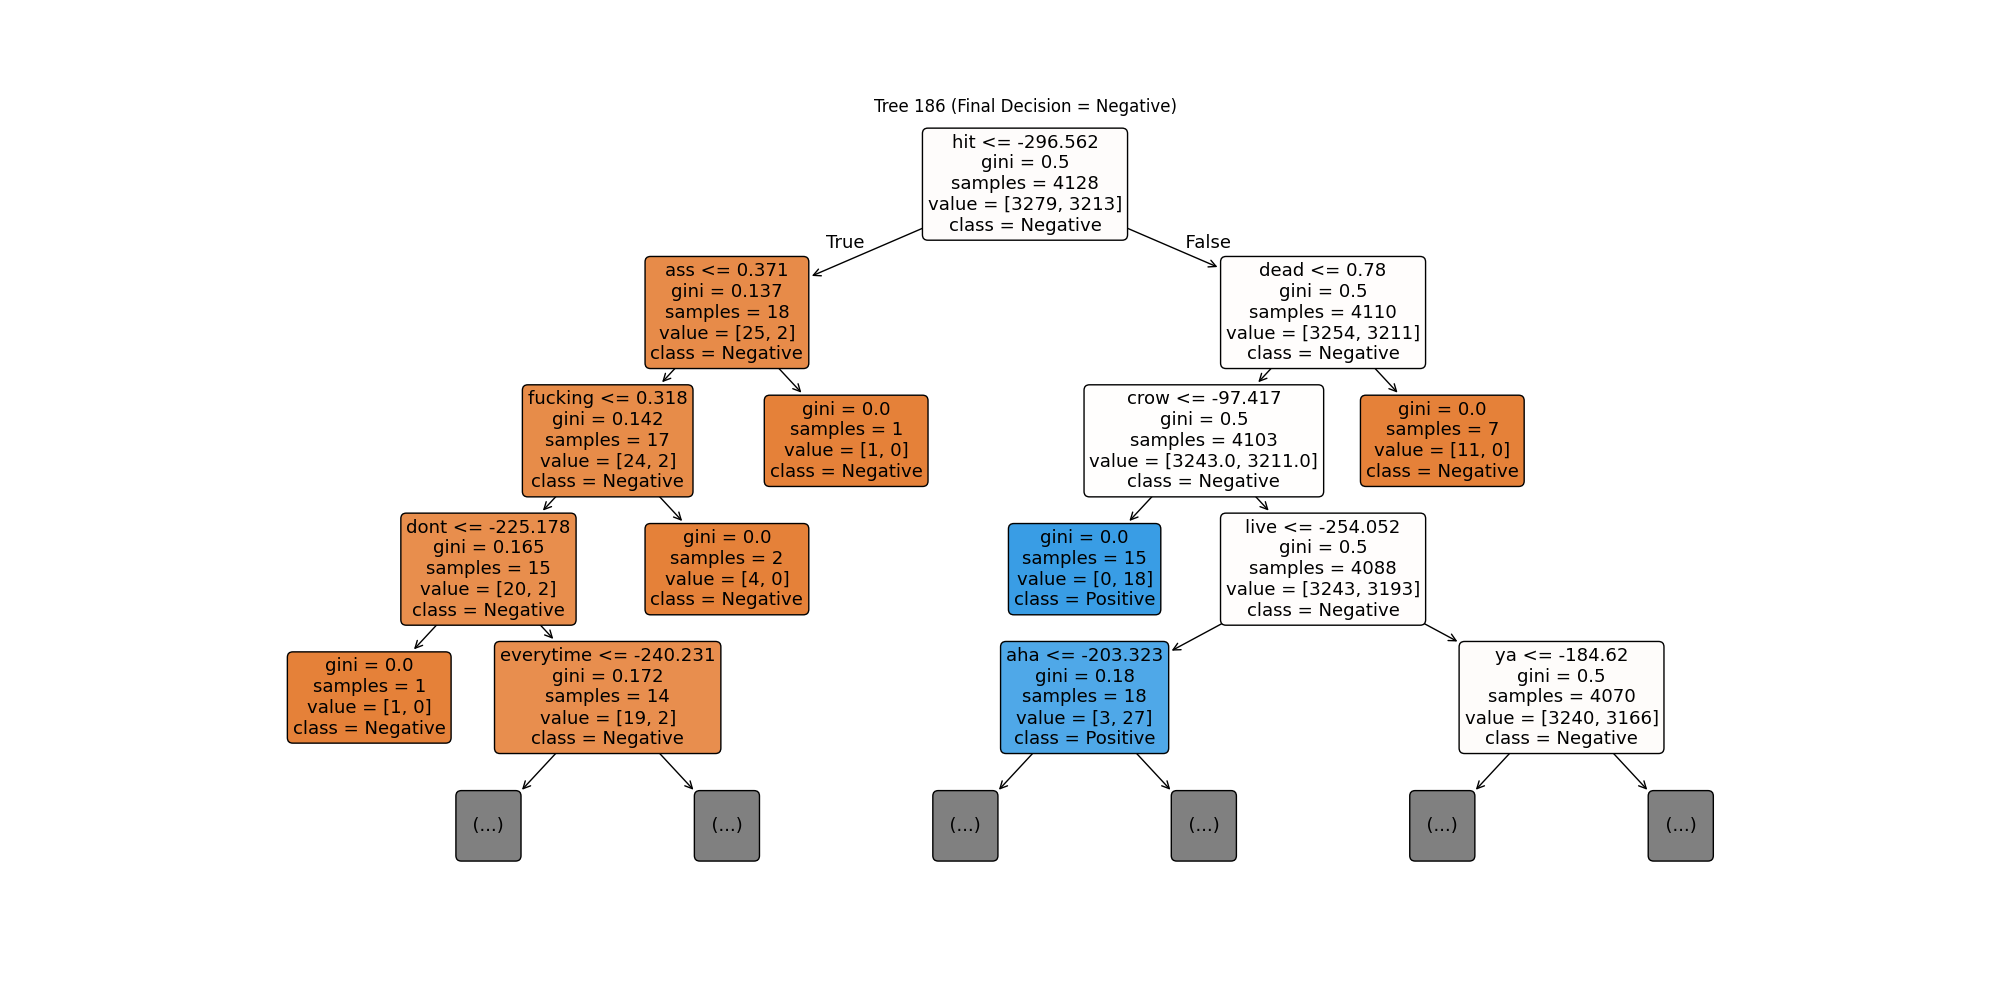 Tree 186 (Final Decision = Negative)
hit <= -296.562
gini = 0.5
samples = 4128
value = [3279, 3213]
class = Negative
True
False
ass <= 0.371
gini = 0.137
samples = 18
value = [25, 2]
class = Negative
dead <= 0.78
gini = 0.5
samples = 4110
value = [3254, 3211]
class = Negative
fucking <= 0.318
gini = 0.142
samples = 17
value = [24, 2]
class = Negative
gini = 0.0
samples = 1
value = [1, 0]
class = Negative
crow <= -97.417
gini = 0.5
samples = 4103
value = [3243.0, 3211.0]
class = Negative
gini = 0.0
samples = 7
value = [11, 0]
class = Negative
dont <= -225.178
gini = 0.165
samples = 15
value = [20, 2]
class = Negative
gini = 0.0
samples = 2
value = [4, 0]
class = Negative
gini = 0.0
samples = 15
value = [0, 18]
class = Positive
live <= -254.052
gini = 0.5
samples = 4088
value = [3243, 3193]
class = Negative
gini = 0.0
samples = 1
value = [1, 0]
class = Negative
everytime <= -240.231
gini = 0.172
samples = 14
value = [19, 2]
class = Negative
aha <= -203.323
gini = 0.18
samples = 18
value = [3, 27]
class = Positive
ya <= -184.62
gini = 0.5
samples = 4070
value = [3240, 3166]
class = Negative
(...)
(...)
(...)
(...)
(...)
(...)